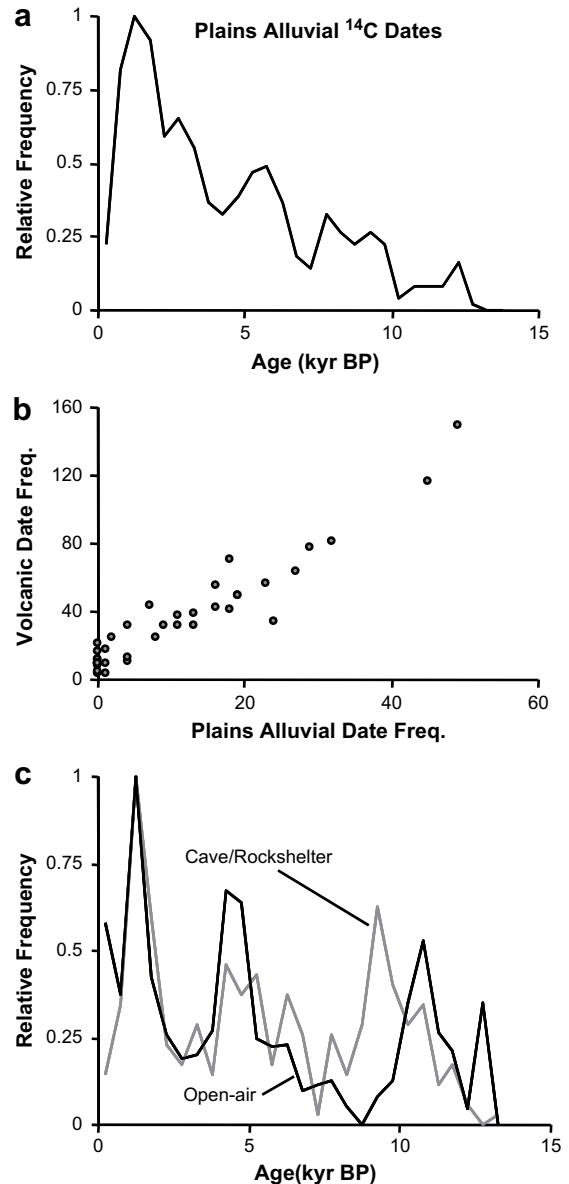 a
Plains Alluvial ¹⁴C Dates
Relative Frequency
1
0.75
0.5
0.25
0
0 5 10 15
Age (kyr BP)
b
Volcanic Date Freq.
160
120
80
40
0
0 20 40 60
Plains Alluvial Date Freq.
c
Relative Frequency
1
0.75
0.5
0.25
0
Cave/Rockshelter
Open-air
0 5 10 15
Age(kyr BP)